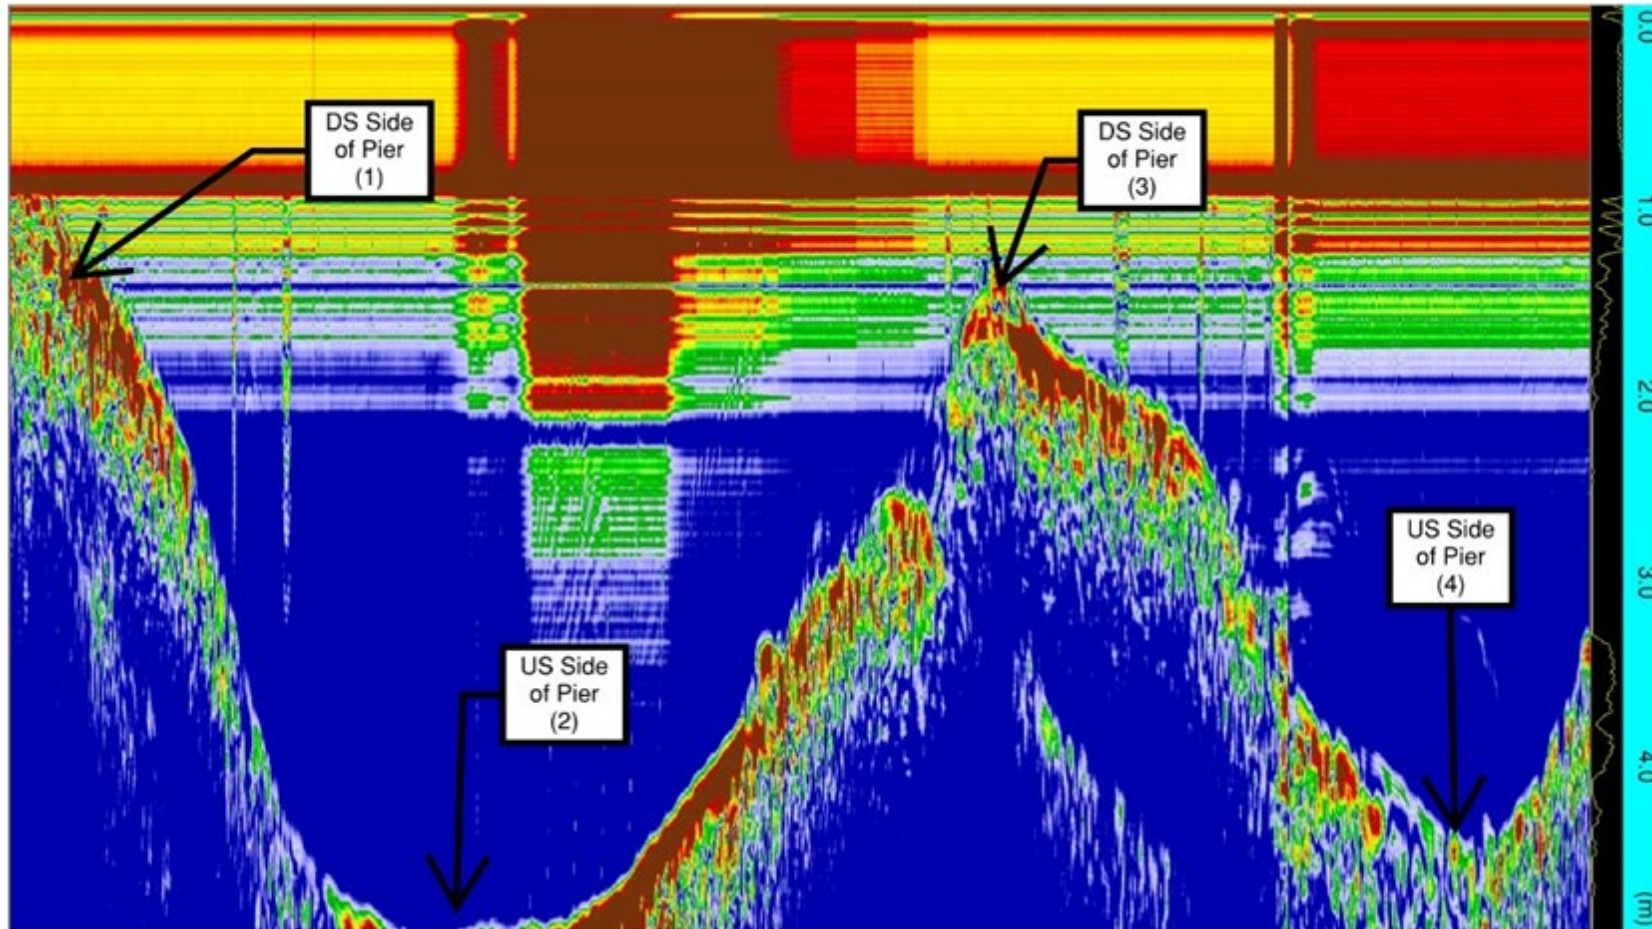 DS Side
of Pier
(1)
DS Side
of Pier
(3)
US Side
of Pier
(2)
US Side
of Pier
(4)
0.0
1.0
2.0
3.0
4.0
(m)